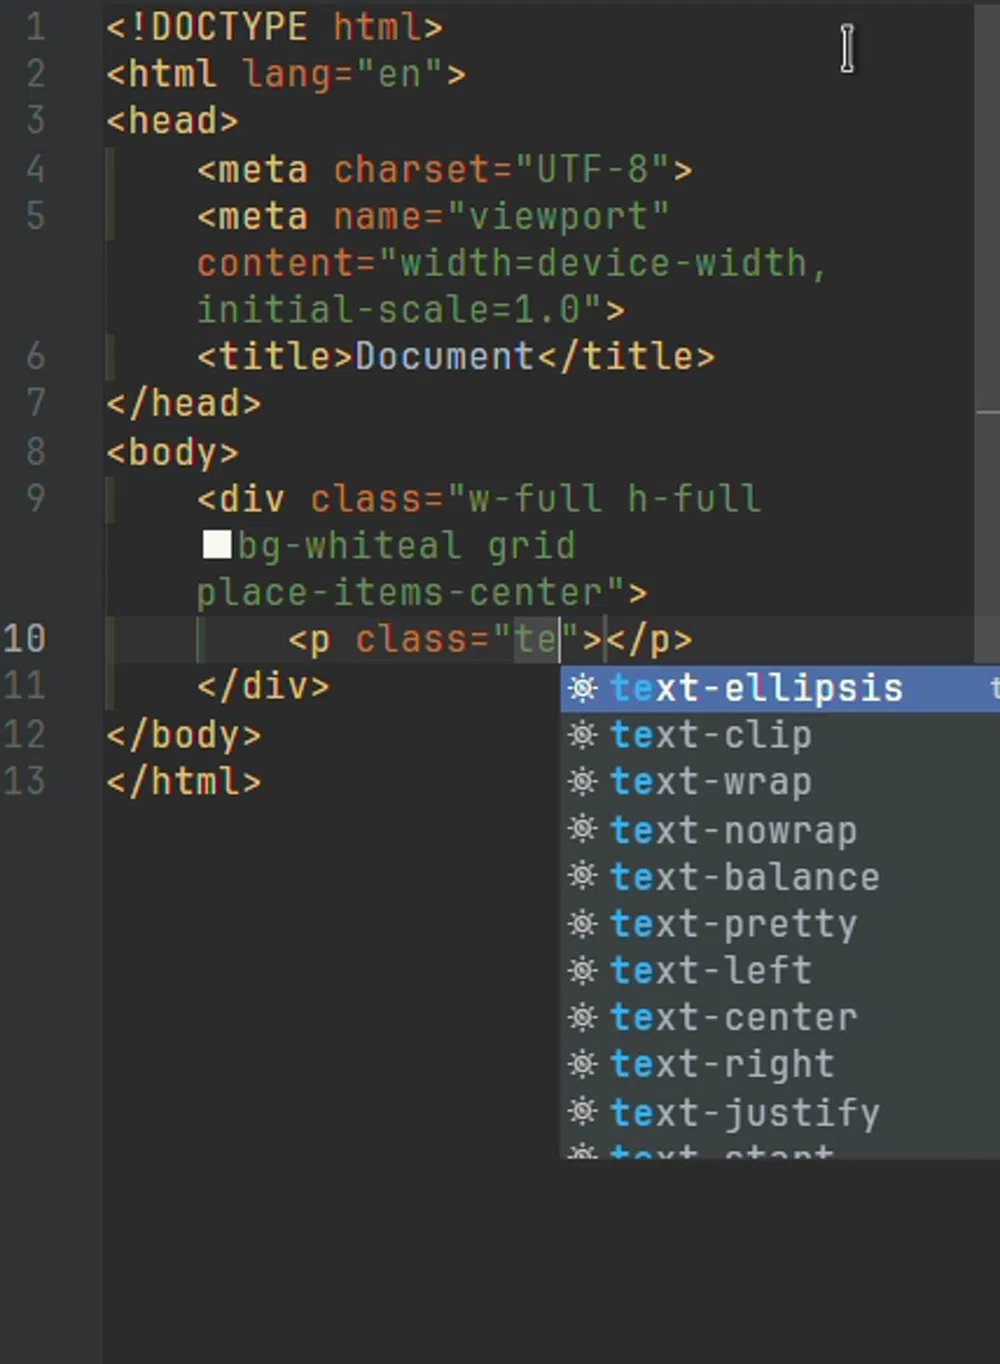 1 <!DOCTYPE html>
2 <html lang="en">
3 <head>
4 <meta charset="UTF-8">
5 <meta name="viewport"
content="width=device-width,
initial-scale=1.0">
6 <title>Document</title>
7 </head>
8 <body>
9 <div class="w-full h-full
bg-whiteal grid
place-items-center">
10 <p class="te"></p>
11 </div>
12 </body>
13 </html>
text-ellipsis
text-clip
text-wrap
text-nowrap
text-balance
text-pretty
text-left
text-center
text-right
text-justify
text-start